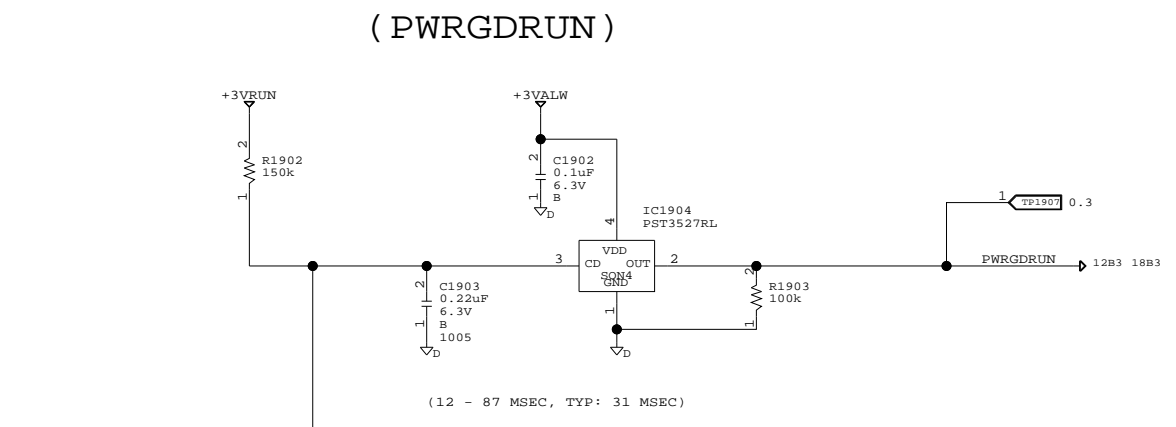 (PWRGDRUN)
+3VRUN
+3VALW
2
R1902
150k
1
2
C1902
0.1uF
6.3V
B
1
D
4
IC1904
PST3527RL
VDD
CD
OUT
SON4
GND
3
2
1
D
2
C1903
0.22uF
6.3V
B
1005
1
D
2
R1903
100k
1
1
TP1907
0.3
PWRGDRUN
12B3 18B3
(12 - 87 MSEC, TYP: 31 MSEC)